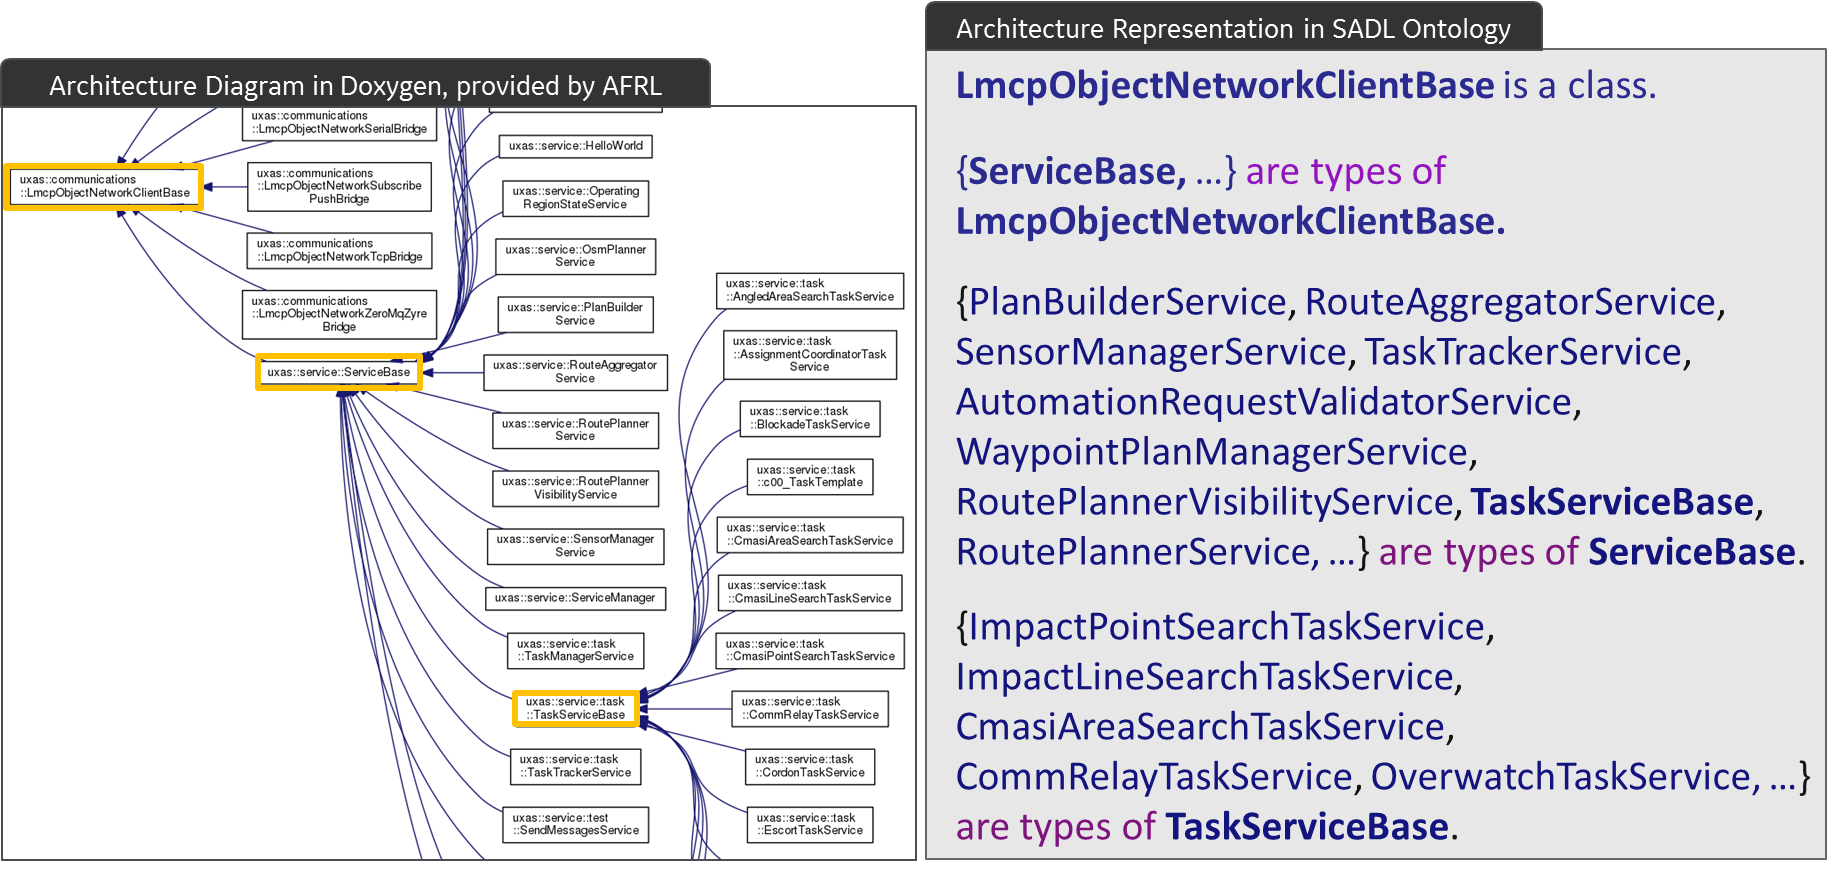 Architecture Diagram in Doxygen, provided by AFRL
uxas::communications
::LmcpObjectNetworkSerialBridge
uxas::communications
::LmcpObjectNetworkClientBase
uxas::communications
::LmcpObjectNetworkSubscribe
PushBridge
uxas::communications
::LmcpObjectNetworkTcpBridge
uxas::communications
::LmcpObjectNetworkZeroMqZyre
Bridge
uxas::service::ServiceBase
uxas::service::HelloWorld
uxas::service::Operating
RegionStateService
uxas::service::OsmPlanner
Service
uxas::service::PlanBuilder
Service
uxas::service::RouteAggregator
Service
uxas::service::RoutePlanner
Service
uxas::service::RoutePlanner
VisibilityService
uxas::service::SensorManager
Service
uxas::service::ServiceManager
uxas::service::task
::TaskManagerService
uxas::service::task
::TaskServiceBase
uxas::service::task
::TaskTrackerService
uxas::service::test
::SendMessagesService
uxas::service::task
::AngledAreaSearchTaskService
uxas::service::task
::AssignmentCoordinatorTask
Service
uxas::service::task
::BlockadeTaskService
uxas::service::task
::c00_TaskTemplate
uxas::service::task
::CmasiAreaSearchTaskService
uxas::service::task
::CmasiLineSearchTaskService
uxas::service::task
::CmasiPointSearchTaskService
uxas::service::task
::CommRelayTaskService
uxas::service::task
::CordonTaskService
uxas::service::task
::EscortTaskService
Architecture Representation in SADL Ontology
LmcpObjectNetworkClientBase is a class.
{ServiceBase, ...} are types of
LmcpObjectNetworkClientBase.
{PlanBuilderService, RouteAggregatorService,
SensorManagerService, TaskTrackerService,
AutomationRequestValidatorService,
WaypointPlanManagerService,
RoutePlannerVisibilityService, TaskServiceBase,
RoutePlannerService, ...} are types of ServiceBase.
{ImpactPointSearchTaskService,
ImpactLineSearchTaskService,
CmasiAreaSearchTaskService,
CommRelayTaskService, OverwatchTaskService, ...}
are types of TaskServiceBase.